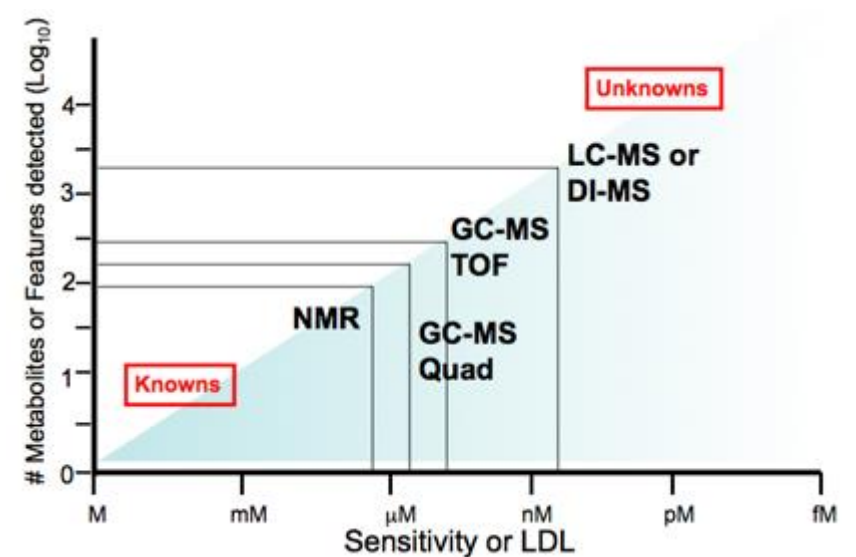 # Metabolites or Features detected (Log10)
4
3
2
1
0
Unknowns
LC-MS or
DI-MS
GC-MS
TOF
NMR
GC-MS
Quad
Knowns
M mM μM nM pM fM
Sensitivity or LDL